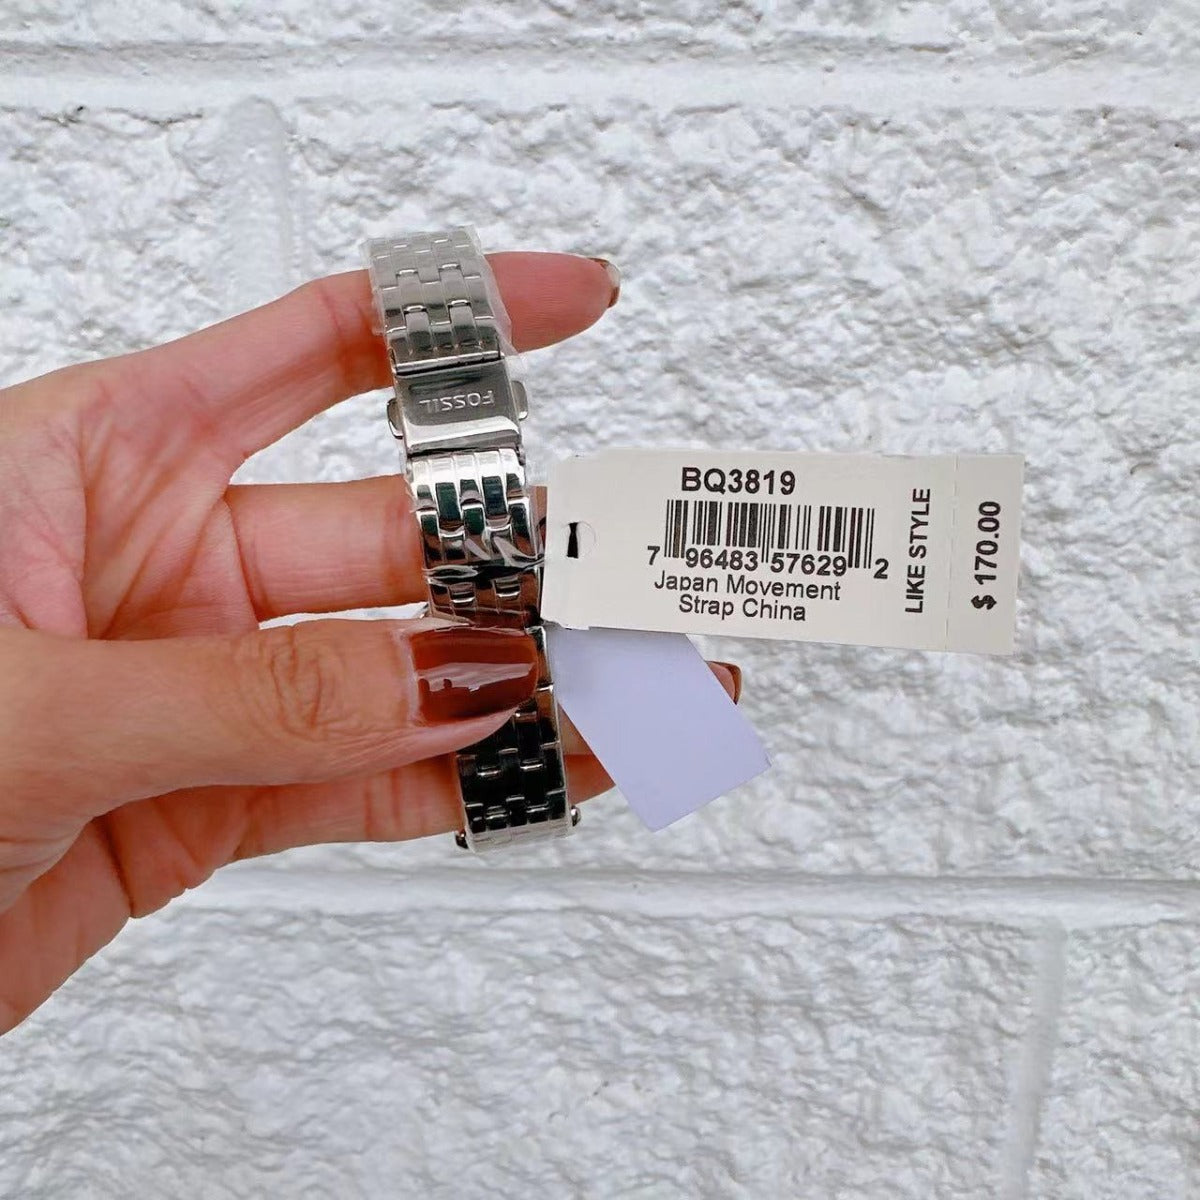 FOSSIL
BQ3819
7 96483 57629 2
Japan Movement
Strap China
LIKE STYLE
$ 170.00